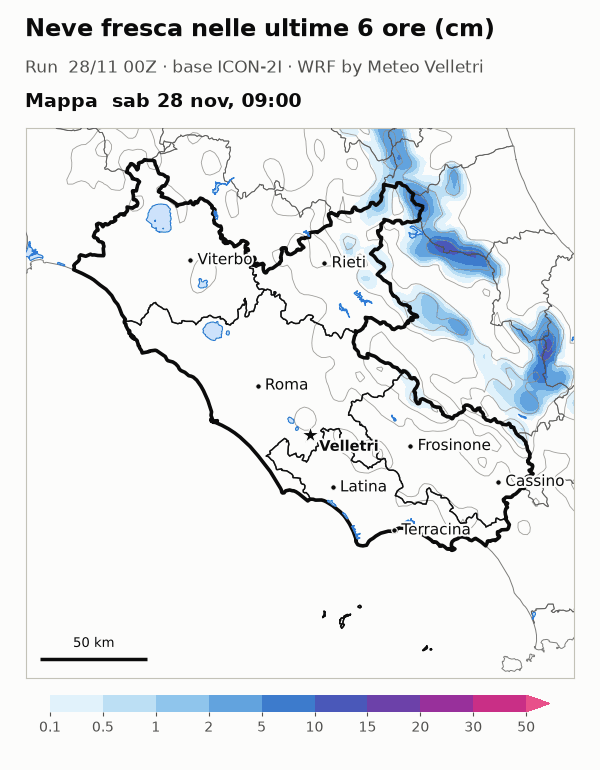 Neve fresca nelle ultime 6 ore (cm)
Run  28/11 00Z · base ICON-2I · WRF by Meteo Velletri
Mappa  sab 28 nov, 09:00
Viterbo
Rieti
Roma
Velletri
Frosinone
Latina
Cassino
Terracina
50 km
0.1 0.5 1 2 5 10 15 20 30 50